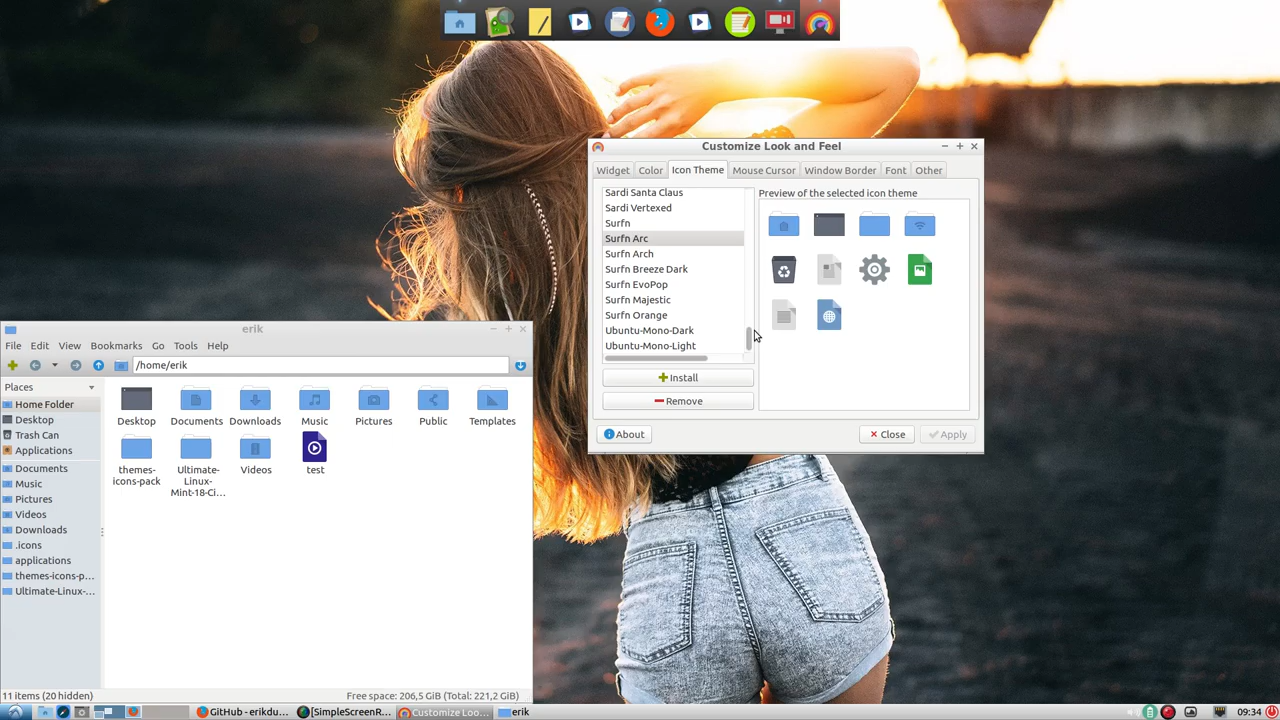 Customize Look and Feel
Widget Color Icon Theme Mouse Cursor Window Border Font Other
Sardi Santa Claus
Sardi Vertexed
Surfn
Surfn Arc
Surfn Arch
Surfn Breeze Dark
Surfn EvoPop
Surfn Majestic
Surfn Orange
Ubuntu-Mono-Dark
Ubuntu-Mono-Light
Install
Remove
Preview of the selected icon theme
About
Close
Apply
erik
File Edit View Bookmarks Go Tools Help
/home/erik
Places
Home Folder
Desktop
Trash Can
Applications
Documents
Music
Pictures
Videos
Downloads
.icons
applications
themes-icons-p...
Ultimate-Linux-...
Desktop Documents Downloads Music Pictures Public Templates
themes-
icons-pack
Ultimate-
Linux-
Mint-18-Ci...
Videos
test
11 items (20 hidden)
Free space: 206,5 GiB (Total: 221,2 GiB)
GitHub - erikdu...
[SimpleScreenR...
Customize Loo...
erik
09:34